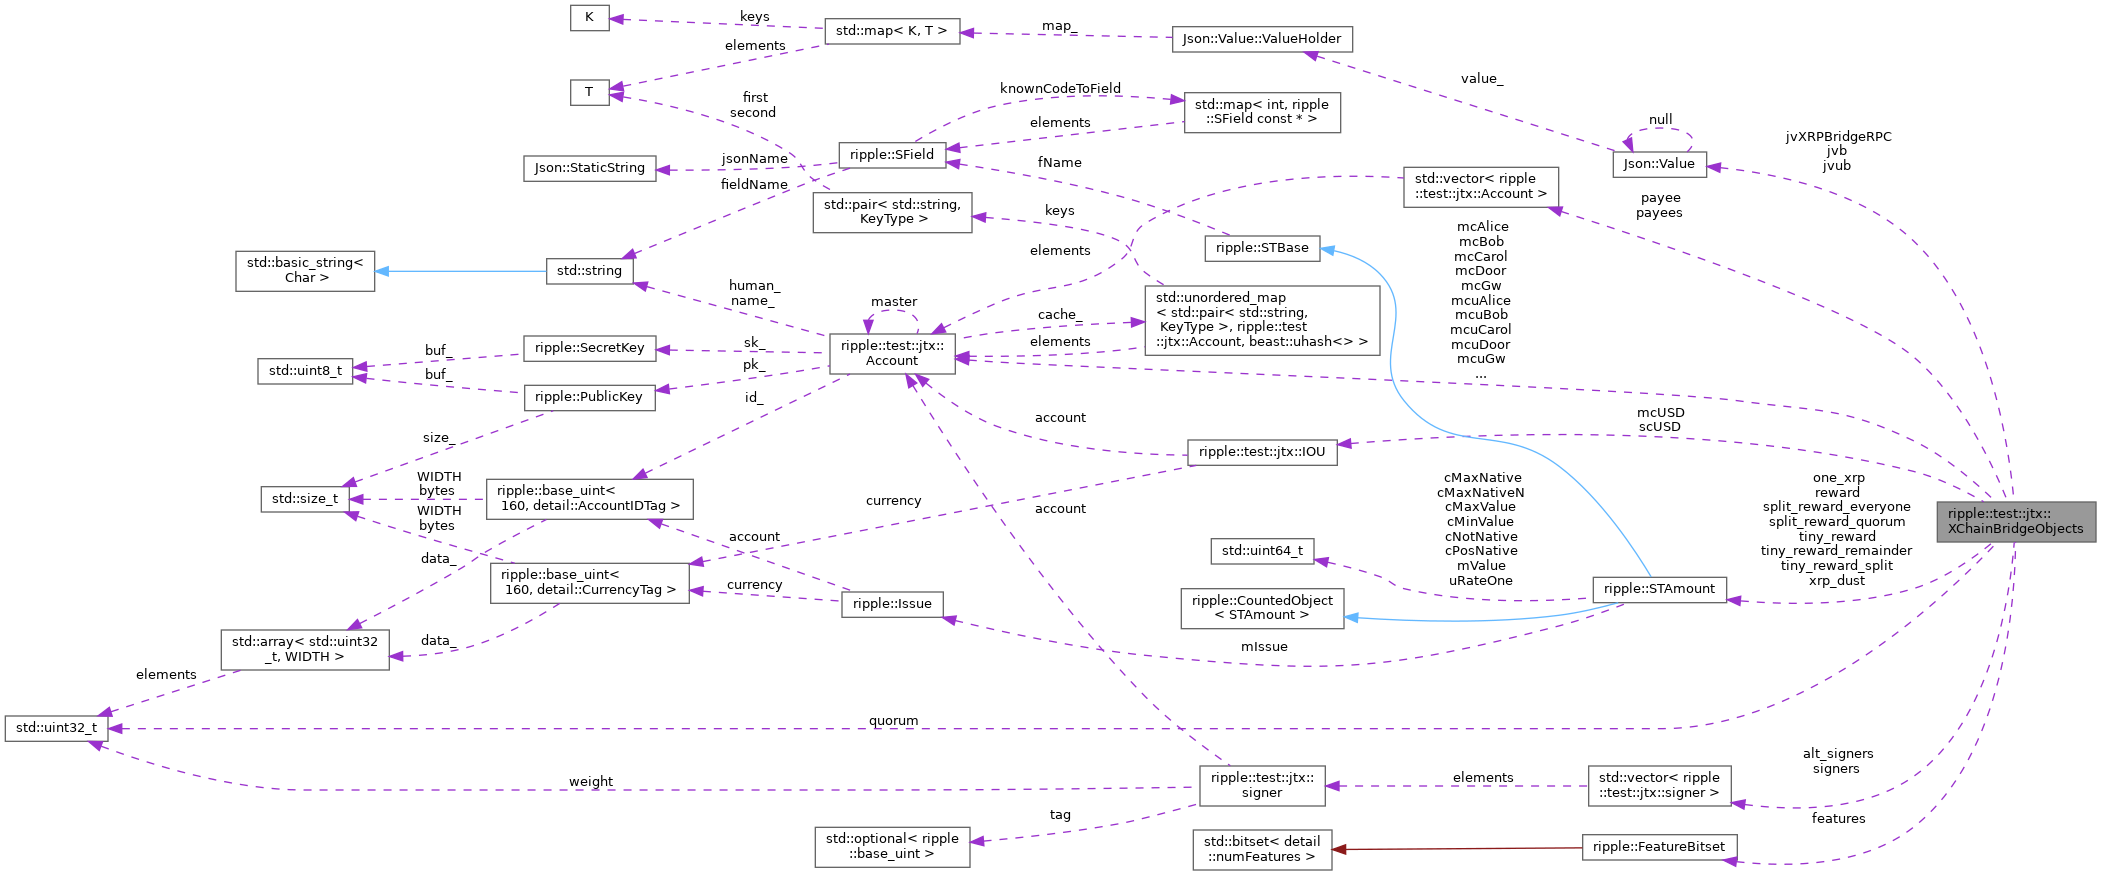 K
keys
std::map< K, T >
map_
Json::Value::ValueHolder
elements
T
first
second
value_
knownCodeToField
std::map< int, ripple
::SField const * >
elements
null
Json::Value
jvXRPBridgeRPC
jvb
jvub
ripple::SField
jsonName
Json::StaticString
fName
fieldName
std::pair< std::string,
KeyType >
keys
std::vector< ripple
::test::jtx::Account >
payee
payees
ripple::STBase
elements
std::basic_string<
Char >
std::string
human_
name_
master
mcAlice
mcBob
mcCarol
mcDoor
mcGw
mcuAlice
mcuBob
mcuCarol
mcuDoor
mcuGw
...
std::unordered_map
< std::pair< std::string,
KeyType >, ripple::test
::jtx::Account, beast::uhash<> >
cache_
elements
ripple::test::jtx::
Account
sk_
ripple::SecretKey
buf_
std::uint8_t
buf_
pk_
ripple::PublicKey
id_
size_
account
mcUSD
scUSD
ripple::test::jtx::IOU
WIDTH
bytes
std::size_t
ripple::base_uint<
160, detail::AccountIDTag >
WIDTH
bytes
currency
account
cMaxNative
cMaxNativeN
cMaxValue
cMinValue
cNotNative
cPosNative
mValue
uRateOne
one_xrp
reward
split_reward_everyone
split_reward_quorum
tiny_reward
tiny_reward_remainder
tiny_reward_split
xrp_dust
ripple::test::jtx::
XChainBridgeObjects
account
data_
std::uint64_t
ripple::base_uint<
160, detail::CurrencyTag >
currency
ripple::Issue
ripple::CountedObject
< STAmount >
ripple::STAmount
std::array< std::uint32
_t, WIDTH >
data_
mIssue
elements
std::uint32_t
quorum
alt_signers
signers
weight
ripple::test::jtx::
signer
elements
std::vector< ripple
::test::jtx::signer >
tag
features
std::optional< ripple
::base_uint >
std::bitset< detail
::numFeatures >
ripple::FeatureBitset